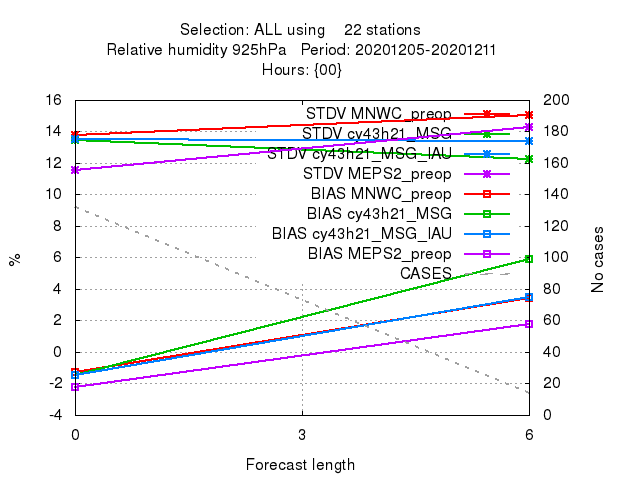 Selection: ALL using 22 stations
Relative humidity 925hPa Period: 20201205-20201211
Hours: {00}
16 200
STDV MNWC_preop
14 180
STDV cy43h21_MSG
STDV cy43h21_MSG_IAU
12 160
STDV MEPS2_preop
10 140
BIAS MNWC_preop
BIAS cy43h21_MSG
8 120
BIAS cy43h21_MSG_IAU
6 100
BIAS MEPS2_preop
CASES
4 80
2 60
0 40
-2 20
-4 0
%
No cases
0 3 6
Forecast length